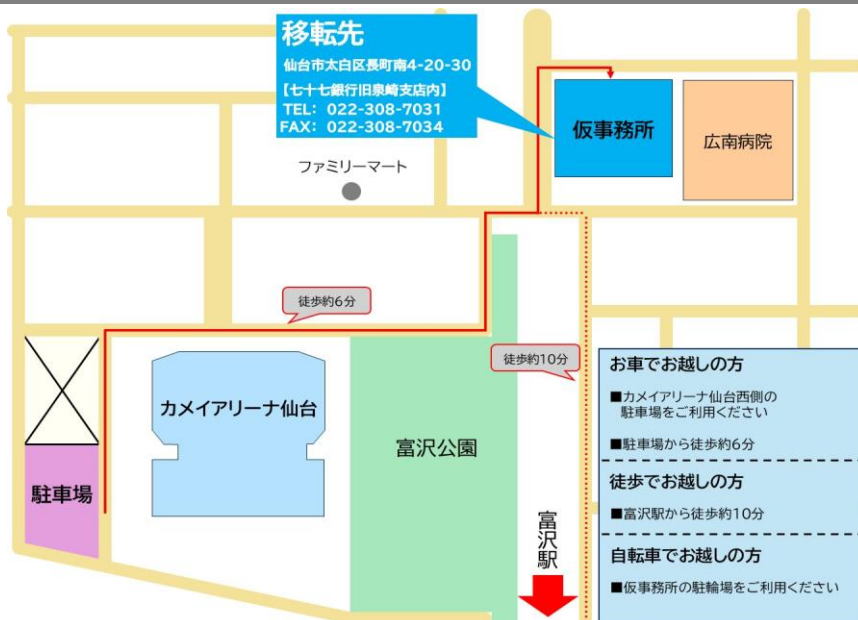 移転先
仙台市太白区長町南4-20-30
【七十七銀行旧泉崎支店内】
TEL: 022-308-7031
FAX: 022-308-7034
仮事務所
広南病院
ファミリーマート
徒歩約6分
徒歩約10分
カメイアリーナ仙台
富沢公園
駐車場
富沢駅
お車でお越しの方
■カメイアリーナ仙台西側の
駐車場をご利用ください
■駐車場から徒歩約6分
徒歩でお越しの方
■富沢駅から徒歩約10分
自転車でお越しの方
■仮事務所の駐輪場をご利用ください